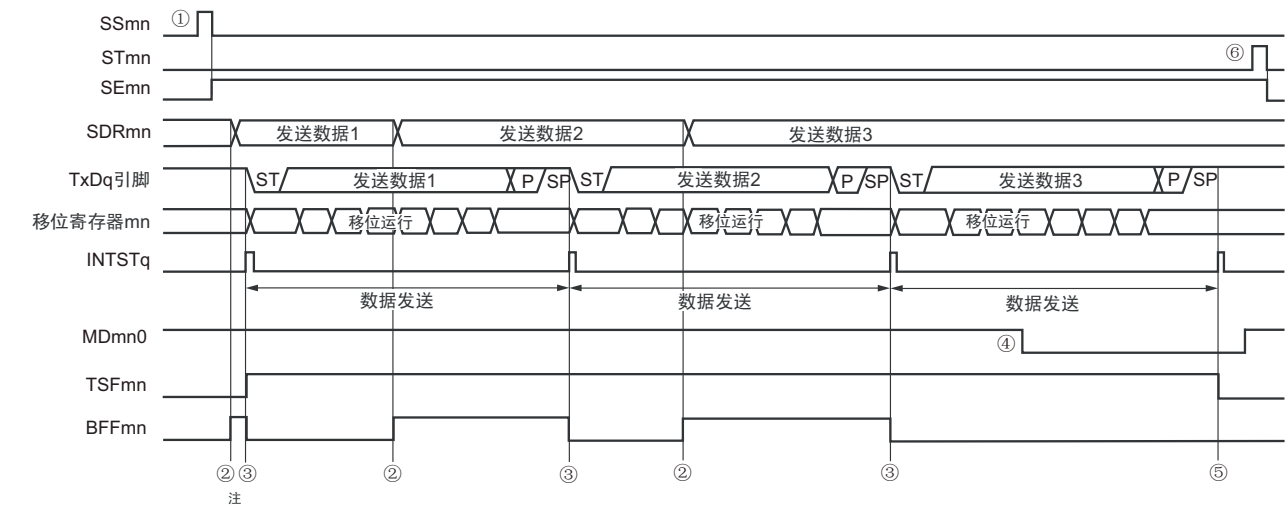 SSmn ①
STmn ⑥
SEmn
SDRmn 发送数据1 发送数据2 发送数据3
TxDq引脚 ST 发送数据1 P SP ST 发送数据2 P SP ST 发送数据3 P SP
移位寄存器mn 移位运行 移位运行 移位运行
INTSTq
数据发送 数据发送 数据发送
MDmn0 ④
TSFmn
BFFmn
② ③ ② ③ ② ③ ⑤
注